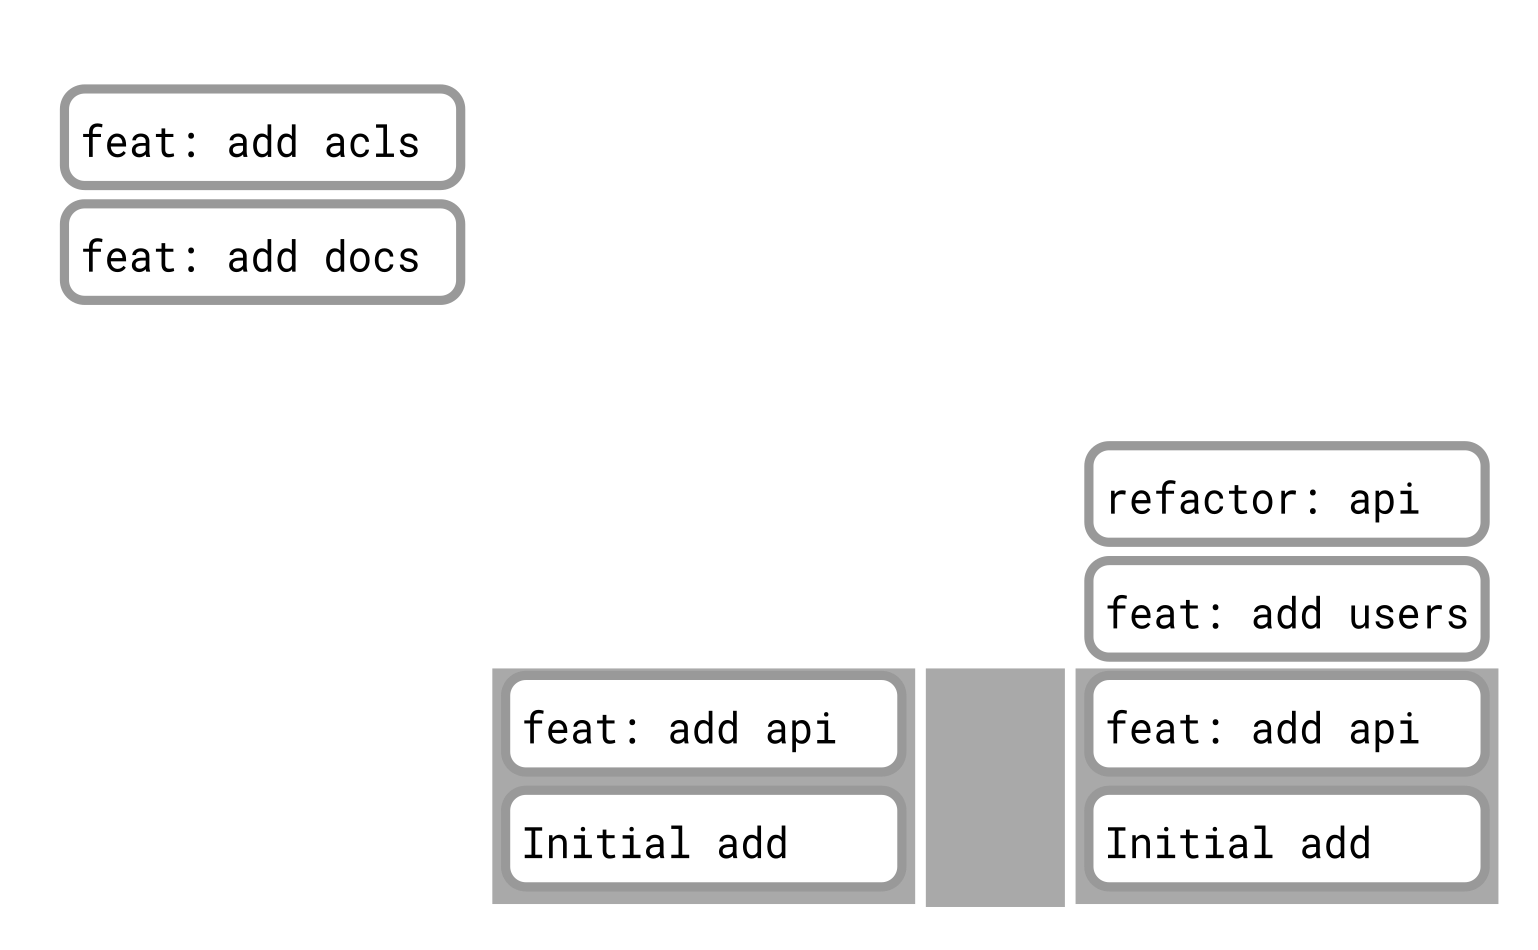 feat: add acls
feat: add docs
refactor: api
feat: add users
feat: add api
feat: add api
Initial add
Initial add